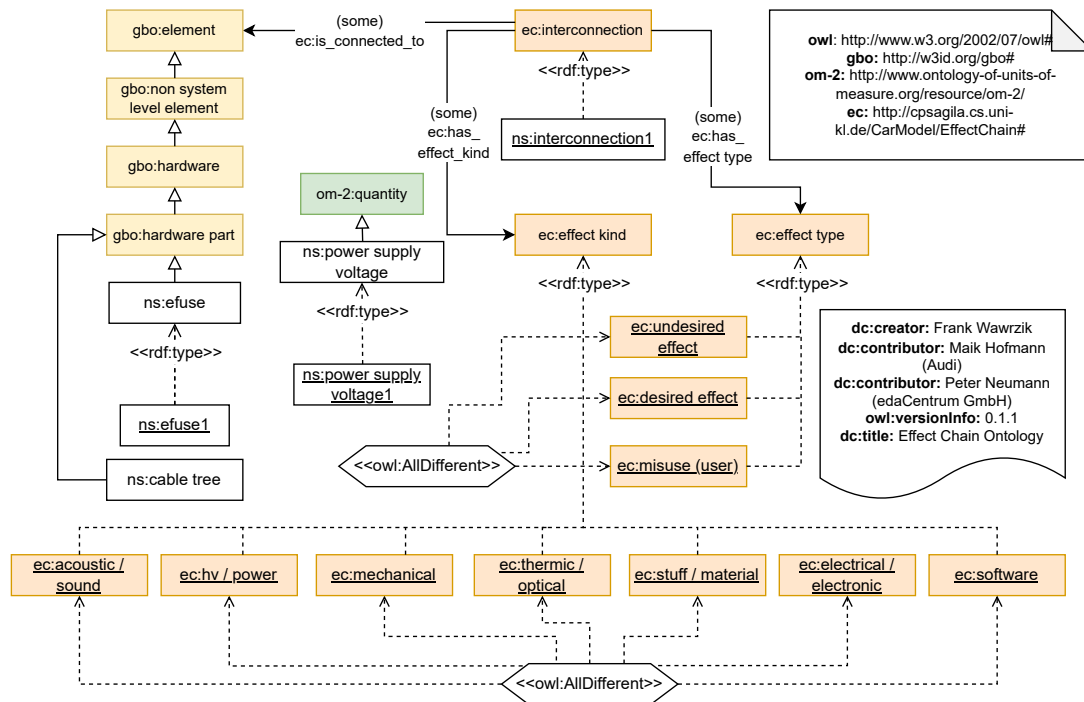 gbo:element
(some)
ec:is_connected_to
ec:interconnection
<<rdf:type>>
ns:interconnection1
(some)
ec:has_
effect_kind
(some)
ec:has_
effect type
owl: http://www.w3.org/2002/07/owl#
gbo: http://w3id.org/gbo#
om-2: http://www.ontology-of-units-of-
measure.org/resource/om-2/
ec: http://cpsagila.cs.uni-
kl.de/CarModel/EffectChain#
gbo:non system
level element
gbo:hardware
gbo:hardware part
ns:efuse
<<rdf:type>>
ns:efuse1
ns:cable tree
om-2:quantity
ns:power supply
voltage
<<rdf:type>>
ns:power supply
voltage1
ec:effect kind
<<rdf:type>>
ec:effect type
<<rdf:type>>
ec:undesired
effect
ec:desired effect
ec:misuse (user)
<<owl:AllDifferent>>
dc:creator: Frank Wawrzik
dc:contributor: Maik Hofmann
(Audi)
dc:contributor: Peter Neumann
(edaCentrum GmbH)
owl:versionInfo: 0.1.1
dc:title: Effect Chain Ontology
ec:acoustic /
sound
ec:hv / power
ec:mechanical
ec:thermic /
optical
ec:stuff / material
ec:electrical /
electronic
ec:software
<<owl:AllDifferent>>